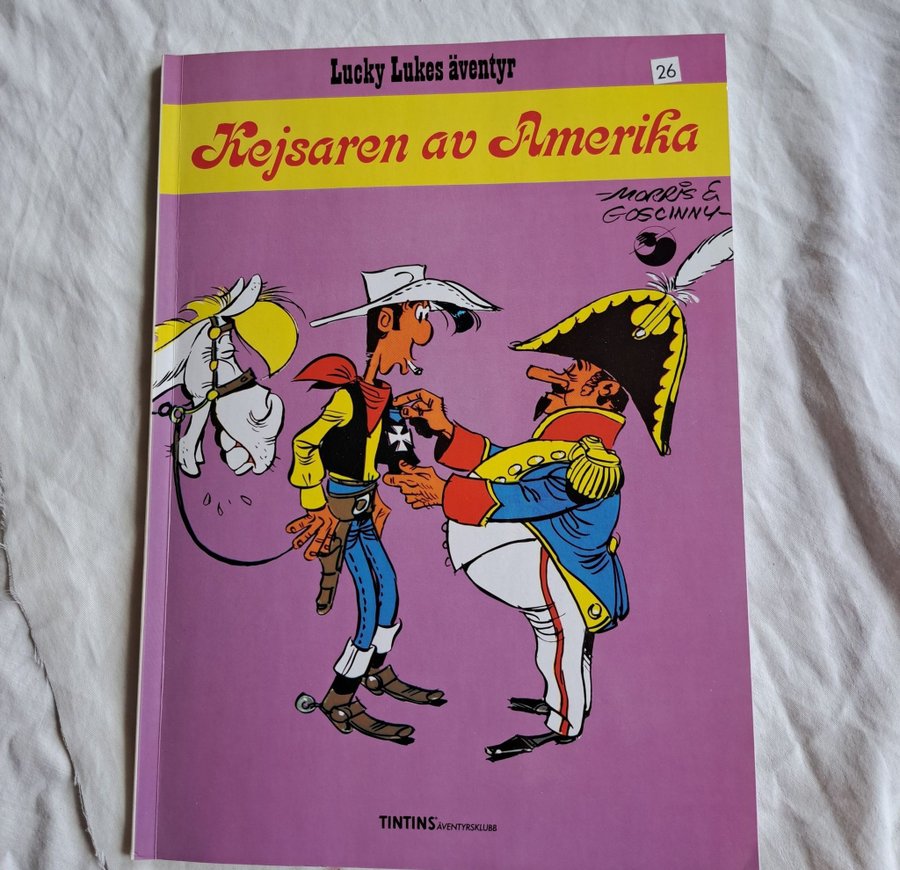 Lucky Lukes äventyr
26
Kejsaren av Amerika
MORRIS &
GOSCINNY
TINTINS ÄVENTYRSKLUBB